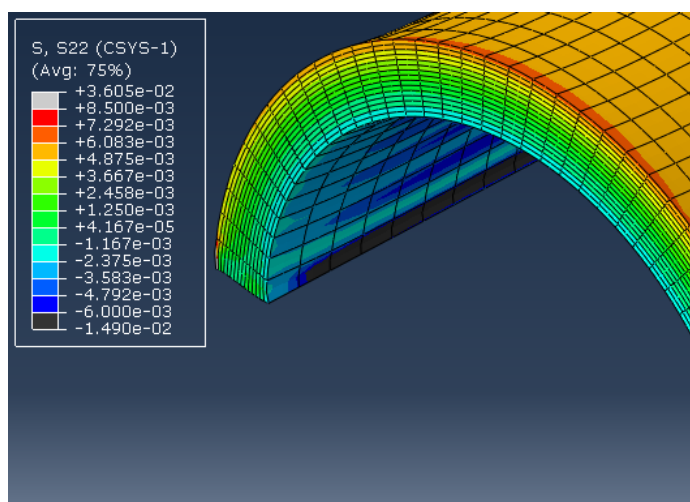 S, S22 (CSYS-1)
(Avg: 75%)
+3.605e-02
+8.500e-03
+7.292e-03
+6.083e-03
+4.875e-03
+3.667e-03
+2.458e-03
+1.250e-03
+4.167e-05
-1.167e-03
-2.375e-03
-3.583e-03
-4.792e-03
-6.000e-03
-1.490e-02